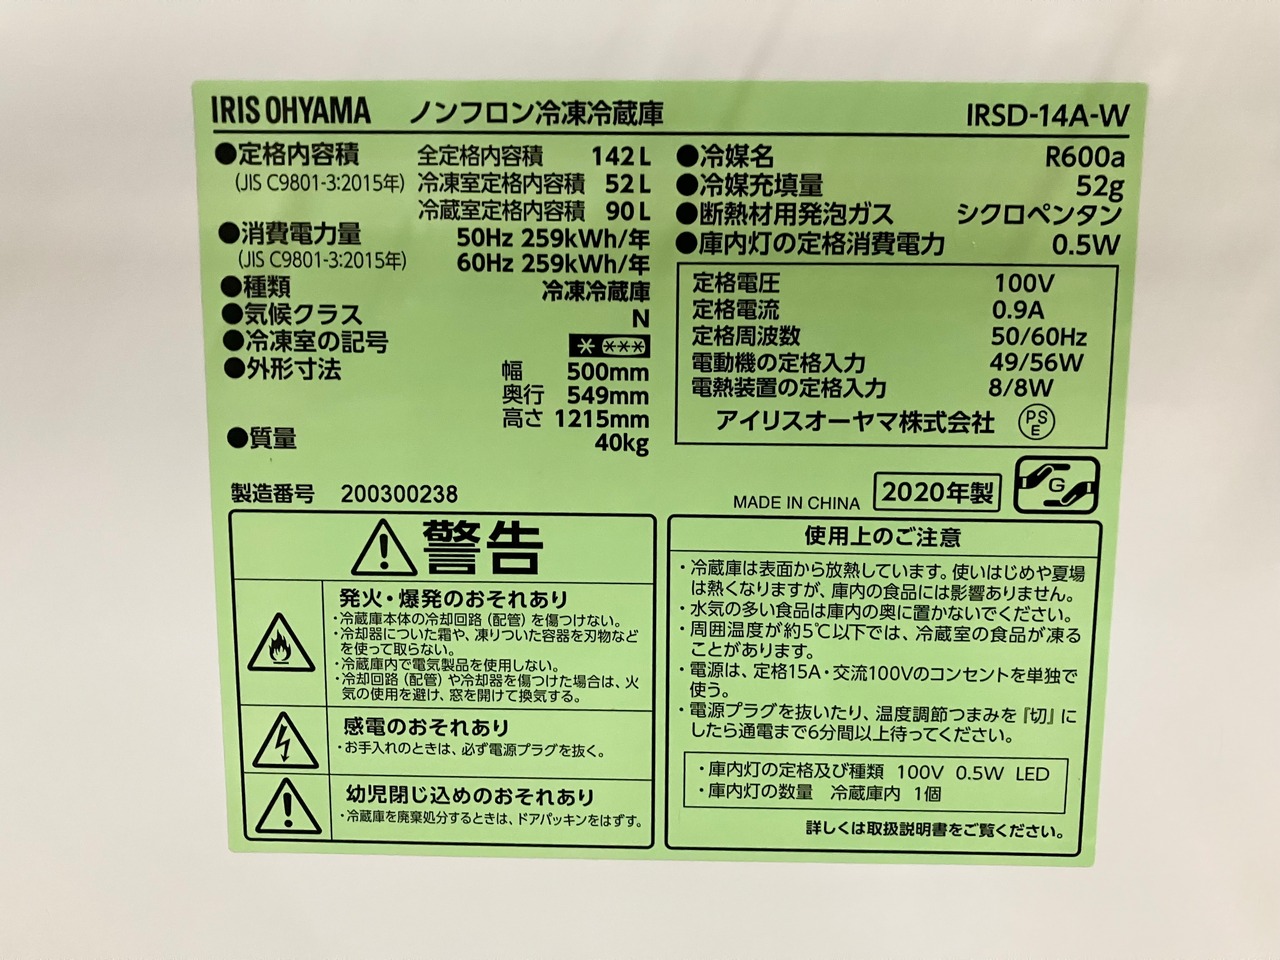 IRIS OHYAMA ノンフロン冷凍冷蔵庫 IRSD-14A-W
●定格内容積 全定格内容積 142L
(JIS C9801-3:2015年) 冷凍室定格内容積 52L
冷蔵室定格内容積 90L
●消費電力量 50Hz 259kWh/年
(JIS C9801-3:2015年) 60Hz 259kWh/年
●種類 冷凍冷蔵庫
●気候クラス N
●冷凍室の記号 * ***
●外形寸法 幅 500mm
奥行 549mm
高さ 1215mm
●質量 40kg
●冷媒名 R600a
●冷媒充填量 52g
●断熱材用発泡ガス シクロペンタン
●庫内灯の定格消費電力 0.5W
定格電圧 100V
定格電流 0.9A
定格周波数 50/60Hz
電動機の定格入力 49/56W
電熱装置の定格入力 8/8W
アイリスオーヤマ株式会社 PSE
製造番号 200300238
MADE IN CHINA 2020年製 G
警告
発火・爆発のおそれあり
・冷蔵庫本体の冷却回路(配管)を傷つけない。
・冷却器についた霜や、凍りついた容器を刃物など
を使って取らない。
・冷蔵庫内で電気製品を使用しない。
・冷却回路(配管)や冷却器を傷つけた場合は、火
気の使用を避け、窓を開けて換気する。
感電のおそれあり
・お手入れのときは、必ず電源プラグを抜く。
幼児閉じ込めのおそれあり
・冷蔵庫を廃棄処分するときは、ドアパッキンをはずす。
使用上のご注意
・冷蔵庫は表面から放熱しています。使いはじめや夏場
は熱くなりますが、庫内の食品には影響ありません。
・水気の多い食品は庫内の奥に置かないでください。
・周囲温度が約5℃以下では、冷蔵室の食品が凍る
ことがあります。
・電源は、定格15A・交流100Vのコンセントを単独で
使う。
・電源プラグを抜いたり、温度調節つまみを『切』に
したら通電まで6分間以上待ってください。
・庫内灯の定格及び種類 100V 0.5W LED
・庫内灯の数量 冷蔵庫内 1個
詳しくは取扱説明書をご覧ください。